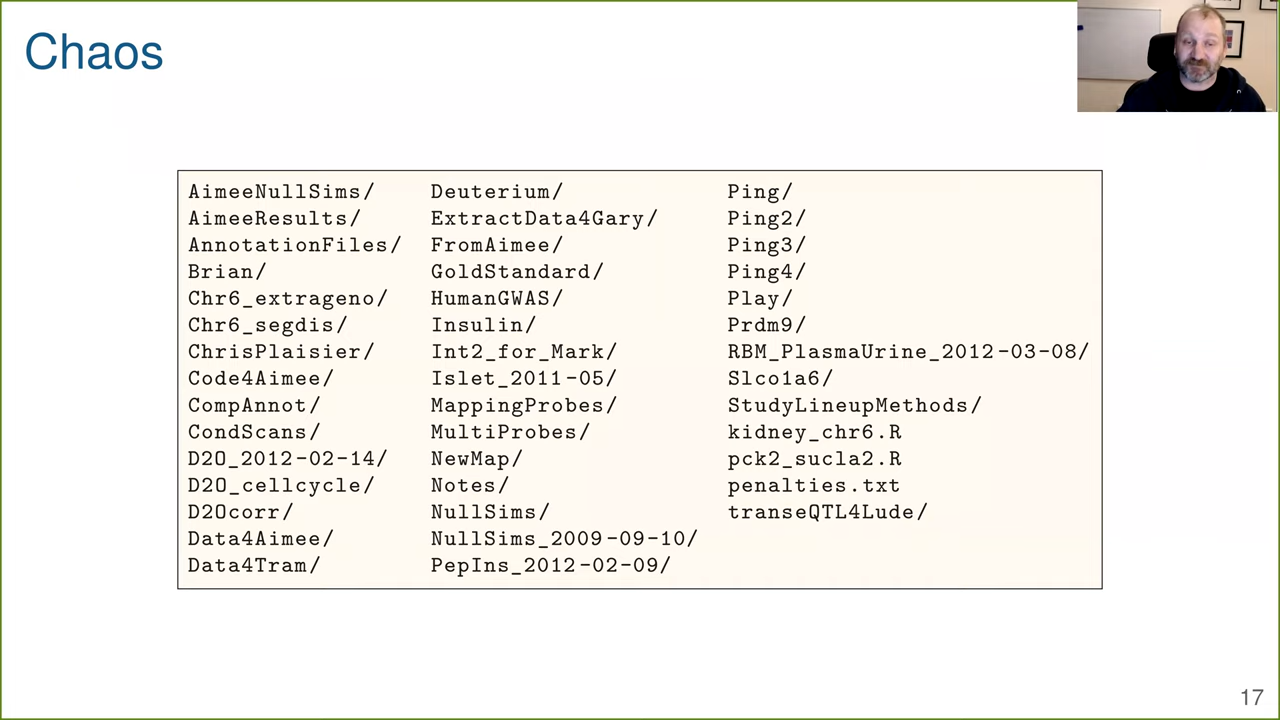 Chaos
AimeeNullSims/ Deuterium/ Ping/
AimeeResults/ ExtractData4Gary/ Ping2/
AnnotationFiles/ FromAimee/ Ping3/
Brian/ GoldStandard/ Ping4/
Chr6_extrageno/ HumanGWAS/ Play/
Chr6_segdis/ Insulin/ Prdm9/
ChrisPlaisier/ Int2_for_Mark/ RBM_PlasmaUrine_2012-03-08/
Code4Aimee/ Islet_2011-05/ Slco1a6/
CompAnnot/ MappingProbes/ StudyLineupMethods/
CondScans/ MultiProbes/ kidney_chr6.R
D2O_2012-02-14/ NewMap/ pck2_sucla2.R
D2O_cellcycle/ Notes/ penalties.txt
D2Ocorr/ NullSims/ transeQTL4Lude/
Data4Aimee/ NullSims_2009-09-10/
Data4Tram/ PepIns_2012-02-09/
17